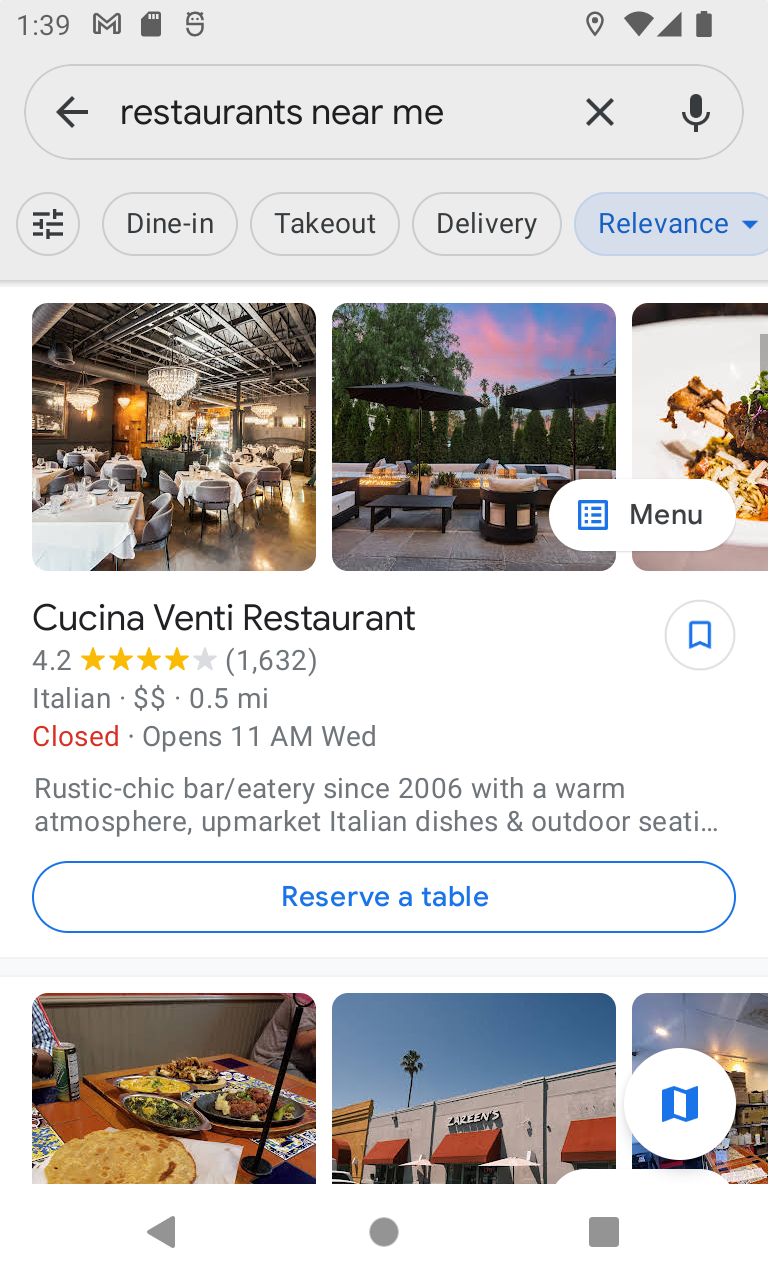 1:39
restaurants near me
Dine-in
Takeout
Delivery
Relevance
Menu
Cucina Venti Restaurant
4.2 (1,632)
Italian · $$ · 0.5 mi
Closed · Opens 11 AM Wed
Rustic-chic bar/eatery since 2006 with a warm
atmosphere, upmarket Italian dishes & outdoor seati…
Reserve a table
ZAREEN'S